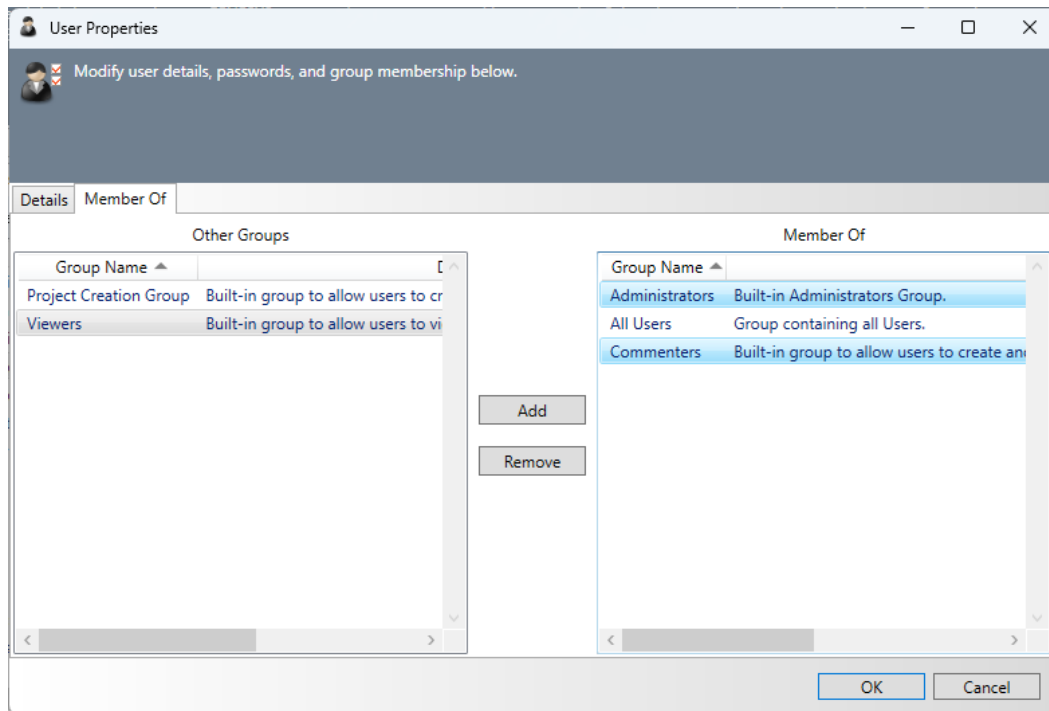 User Properties
Modify user details, passwords, and group membership below.
Details Member Of
Other Groups
Group Name
Project Creation Group Built-in group to allow users to cr
Viewers Built-in group to allow users to vi
Add
Remove
Member Of
Group Name
Administrators Built-in Administrators Group.
All Users Group containing all Users.
Commenters Built-in group to allow users to create an
OK Cancel